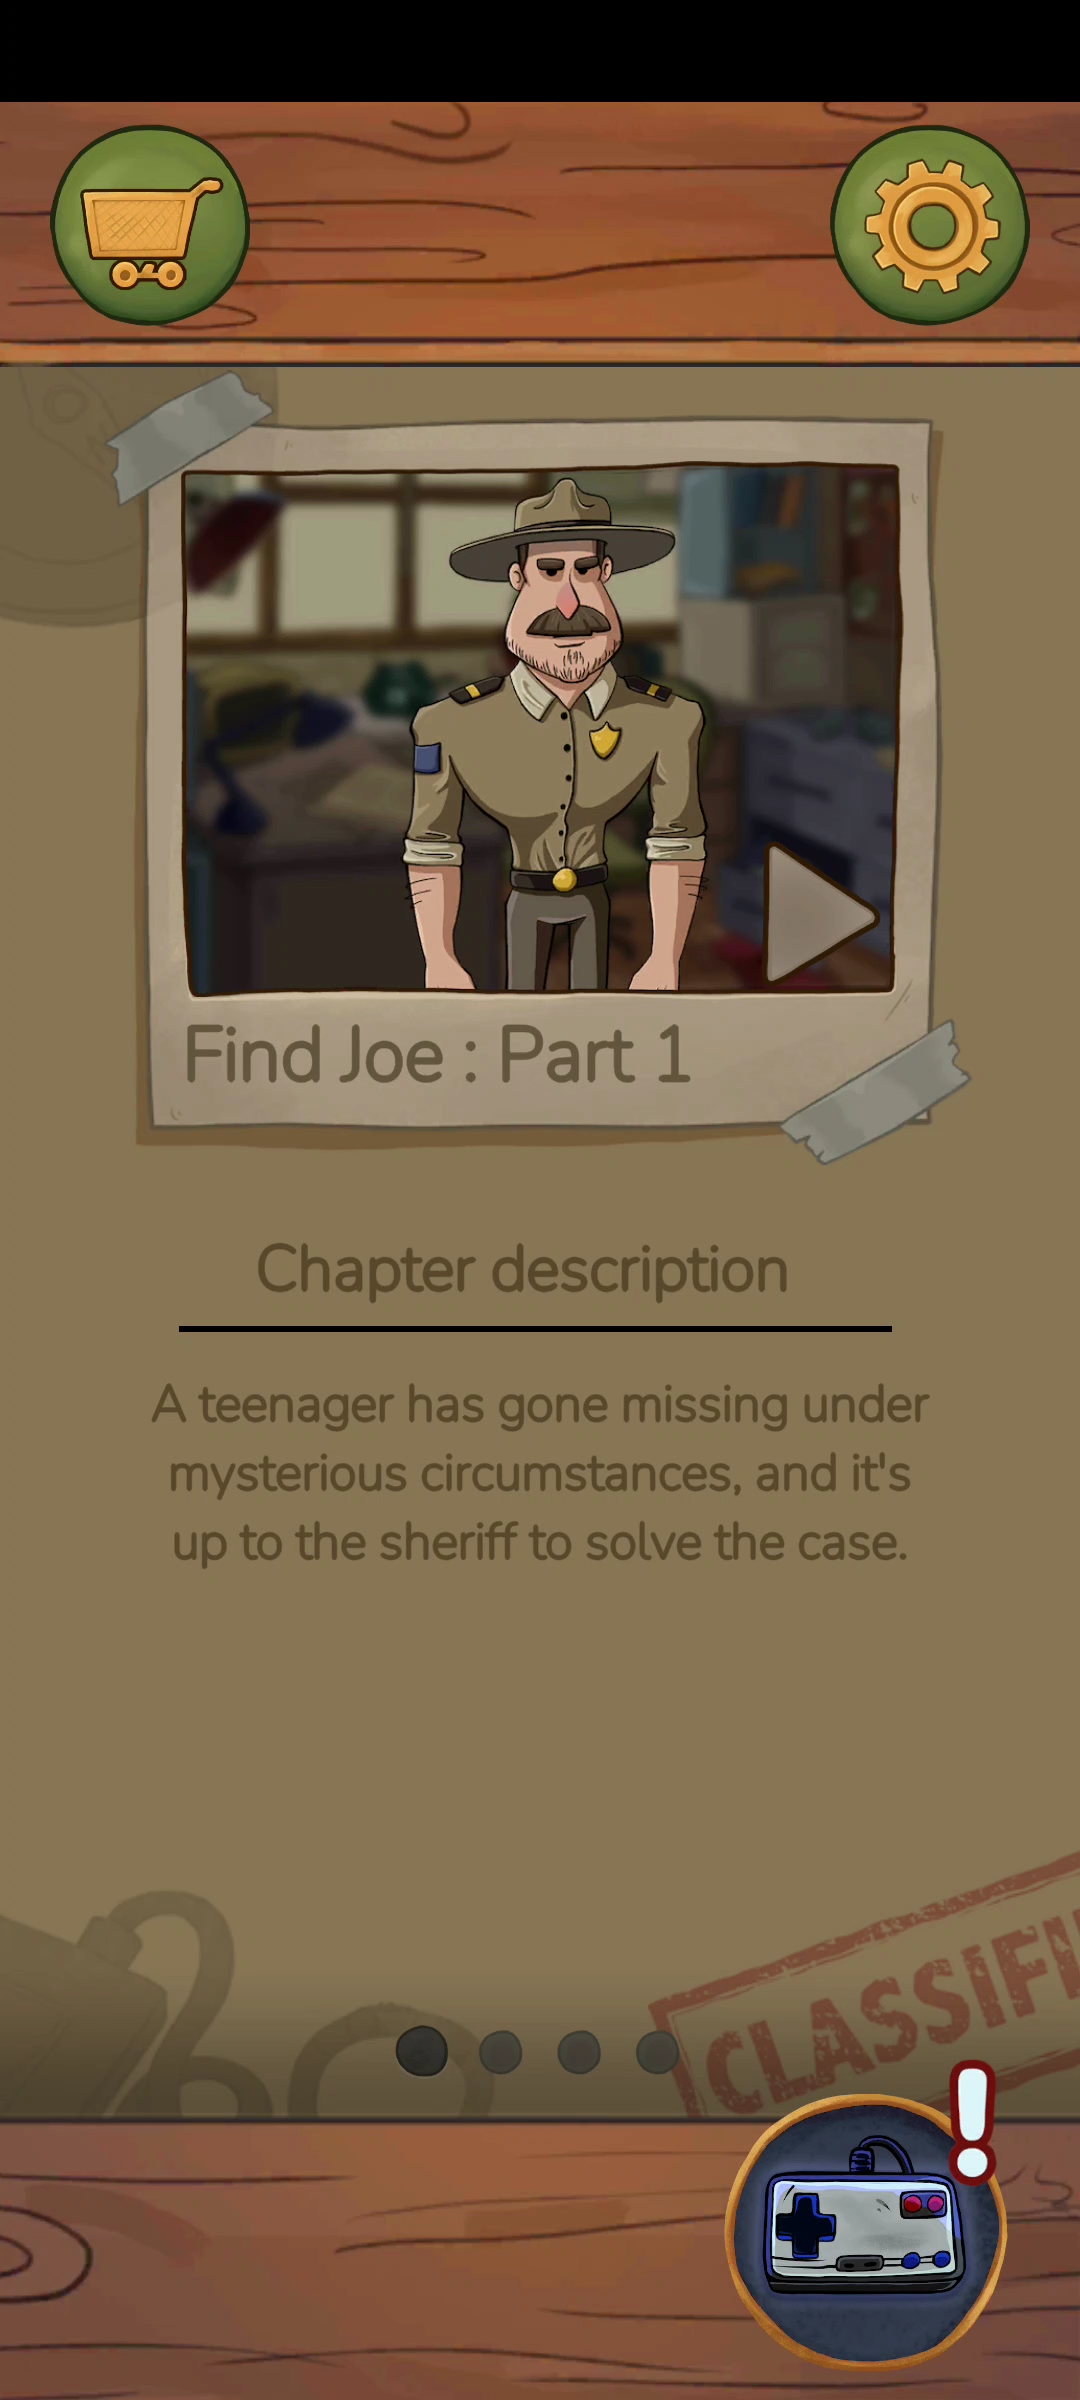 Find Joe : Part 1
Chapter description
A teenager has gone missing under
mysterious circumstances, and it's
up to the sheriff to solve the case.
CLASSIFI